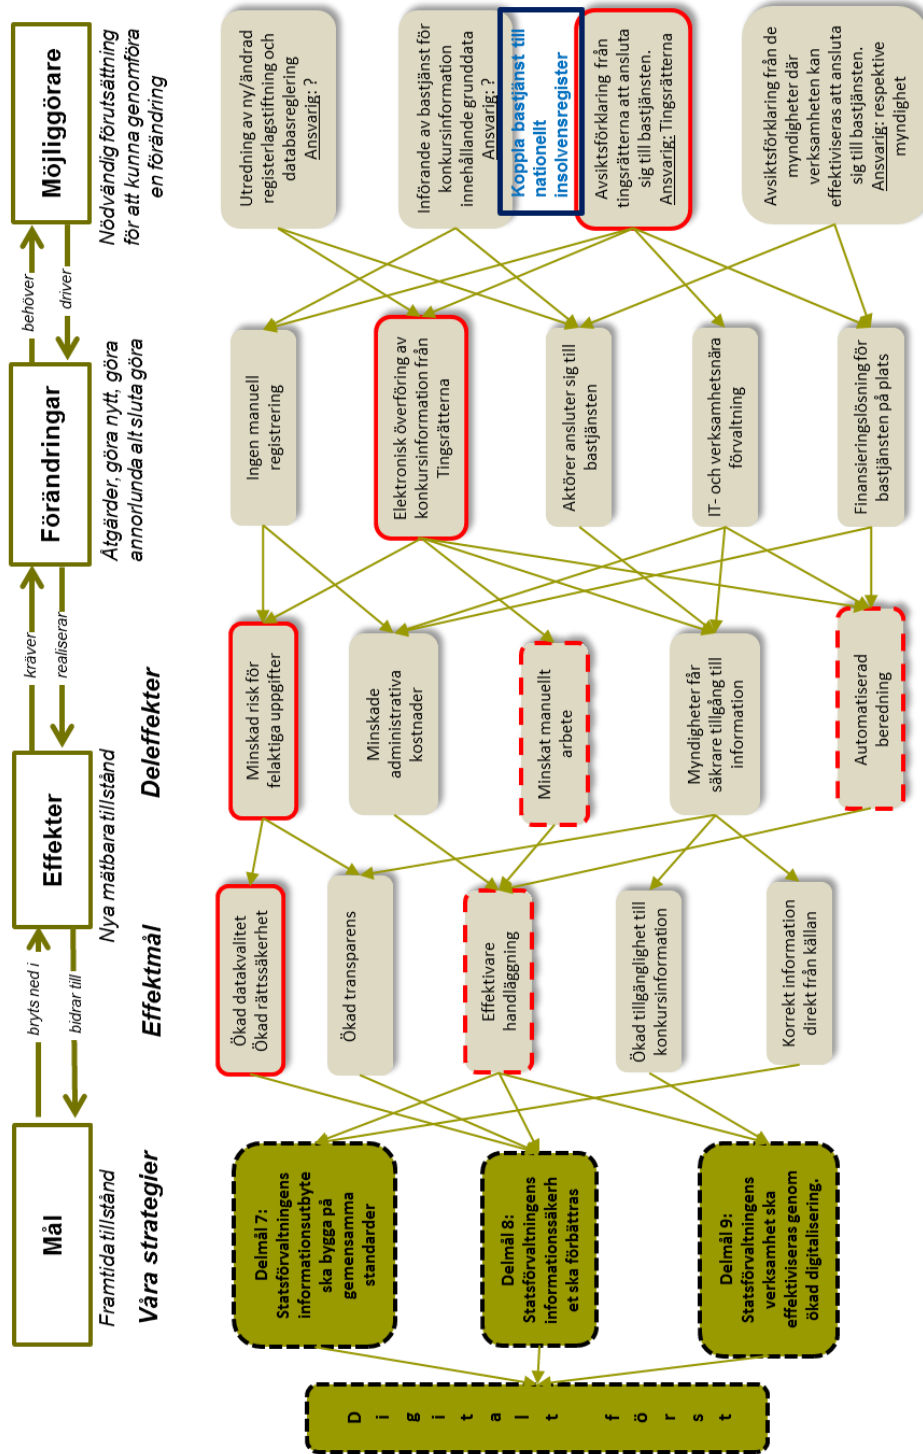 Mål
bryts ned i
bidrar till
Effekter
kräver
realiserar
Förändringar
behöver
driver
Möjliggörare
Framtida tillstånd
Nya mätbara tillstånd
Åtgärder, göra nytt, göra
annorlunda alt sluta göra
Nödvändig förutsättning
för att kunna genomföra
en förändring
Våra strategier
Effektmål
Deleffekter
Digitalt först
Delmål 7:
Statsförvaltningens
informationsutbyte
ska bygga på
gemensamma
standarder
Delmål 8:
Statsförvaltningens
informationssäkerh
et ska förbättras
Delmål 9:
Statsförvaltningens
verksamhet ska
effektiviseras genom
ökad digitalisering.
Ökad datakvalitet
Ökad rättssäkerhet
Ökad transparens
Effektivare
handläggning
Ökad tillgänglighet till
konkursinformation
Korrekt information
direkt från källan
Minskad risk för
felaktiga uppgifter
Minskade
administrativa
kostnader
Minskat manuellt
arbete
Myndigheter får
säkrare tillgång till
information
Automatiserad
beredning
Ingen manuell
registrering
Elektronisk överföring av
konkursinformation från
Tingsrätterna
Aktörer ansluter sig till
bastjänsten
IT- och verksamhetsnära
förvaltning
Finansieringslösning för
bastjänsten på plats
Utredning av ny/ändrad
registerlagstiftning och
databasreglering
Ansvarig: ?
Införande av bastjänst för
konkursinformation
innehållande grunddata
Ansvarig: ?
Koppla bastjänst till
nationellt
insolvensregister
Avsiktsförklaring från
tingsrätterna att ansluta
sig till bastjänsten.
Ansvarig: Tingsrätterna
Avsiktsförklaring från de
myndigheter där
verksamheten kan
effektiviseras att ansluta
sig till bastjänsten.
Ansvarig: respektive
myndighet